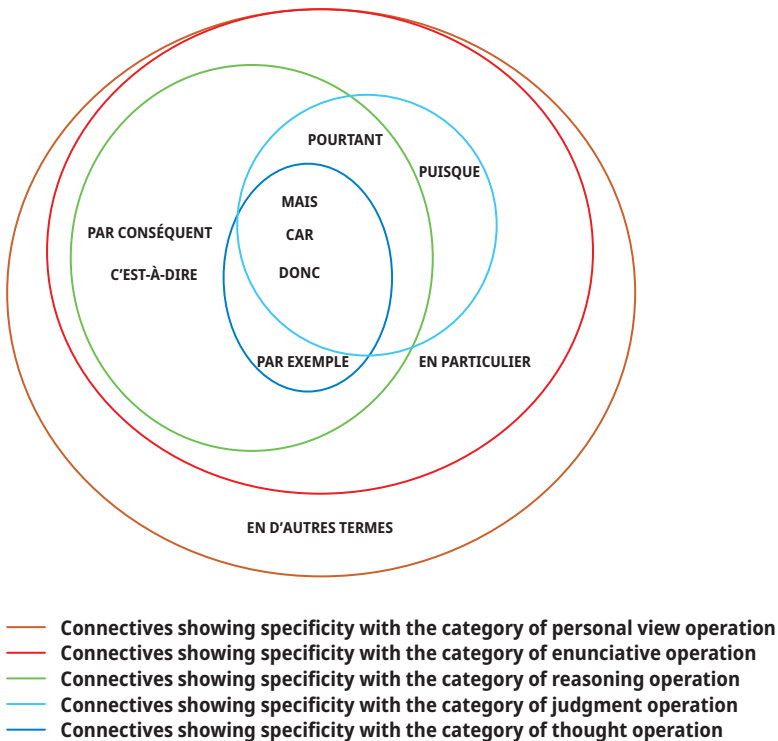 POURTANT
PUISQUE
MAIS
PAR CONSÉQUENT
CAR
C'EST-À-DIRE
DONC
PAR EXEMPLE
EN PARTICULIER
EN D'AUTRES TERMES
Connectives showing specificity with the category of personal view operation
Connectives showing specificity with the category of enunciative operation
Connectives showing specificity with the category of reasoning operation
Connectives showing specificity with the category of judgment operation
Connectives showing specificity with the category of thought operation